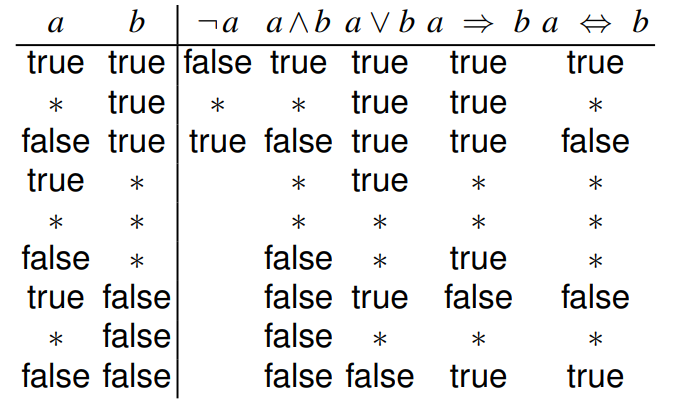 a b ¬a a∧b a∨b a ⇒ b a ⇔ b
true true false true true true true
∗ true ∗ ∗ true true ∗
false true true false true true false
true ∗ ∗ true ∗ ∗
∗ ∗ ∗ ∗ ∗ ∗
false ∗ false ∗ true ∗
true false false true false false
∗ false false ∗ ∗ ∗
false false false false true true